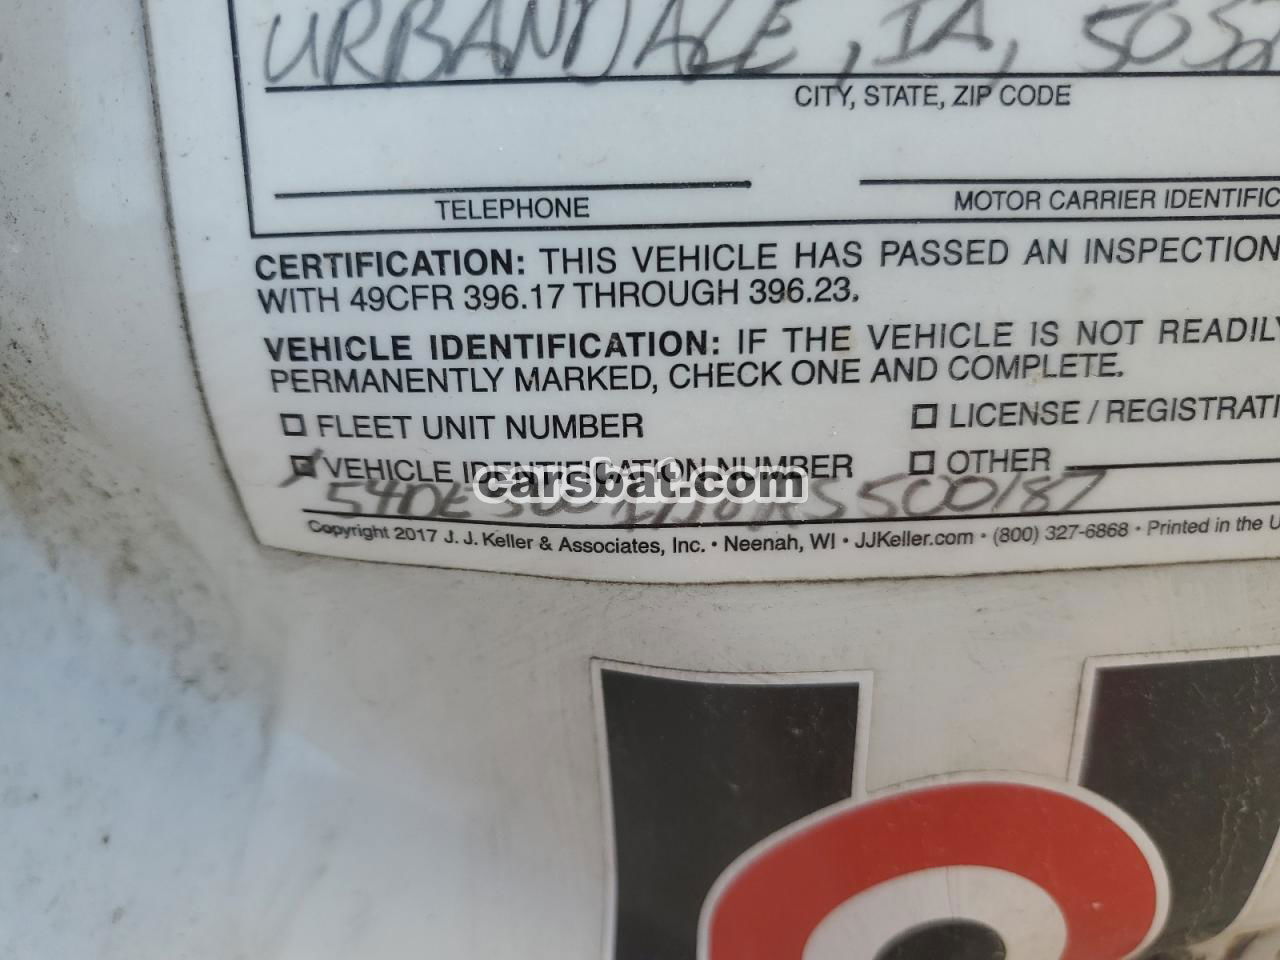 URBANDALE, IA,
CITY, STATE, ZIP CODE
TELEPHONE
MOTOR CARRIER IDENTIFIC
CERTIFICATION: THIS VEHICLE HAS PASSED AN INSPECTION
WITH 49CFR 396.17 THROUGH 396.23.
VEHICLE IDENTIFICATION: IF THE VEHICLE IS NOT READILY
PERMANENTLY MARKED, CHECK ONE AND COMPLETE.
FLEET UNIT NUMBER
LICENSE / REGISTRATI
VEHICLE IDENTIFICATION NUMBER
OTHER
carsbat.com
Copyright 2017 J. J. Keller & Associates, Inc. • Neenah, WI • JJKeller.com • (800) 327-6868 • Printed in the U